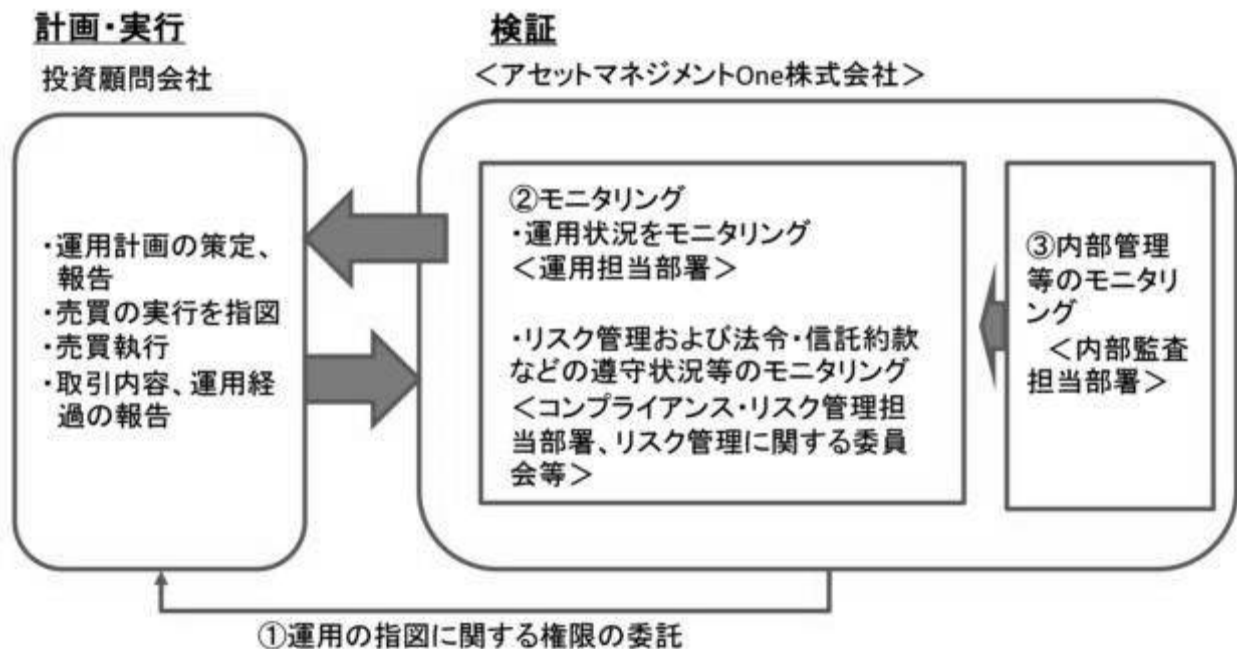 計画・実行
投資顧問会社
・運用計画の策定、
報告
・売買の実行を指図
・売買執行
・取引内容、運用経
過の報告
検証
＜アセットマネジメントOne株式会社＞
②モニタリング
・運用状況をモニタリング
＜運用担当部署＞
・リスク管理および法令・信託約款
などの遵守状況等のモニタリング
＜コンプライアンス・リスク管理担
当部署、リスク管理に関する委員
会等＞
③内部管理
等のモニタリ
ング
＜内部監査
担当部署＞
①運用の指図に関する権限の委託